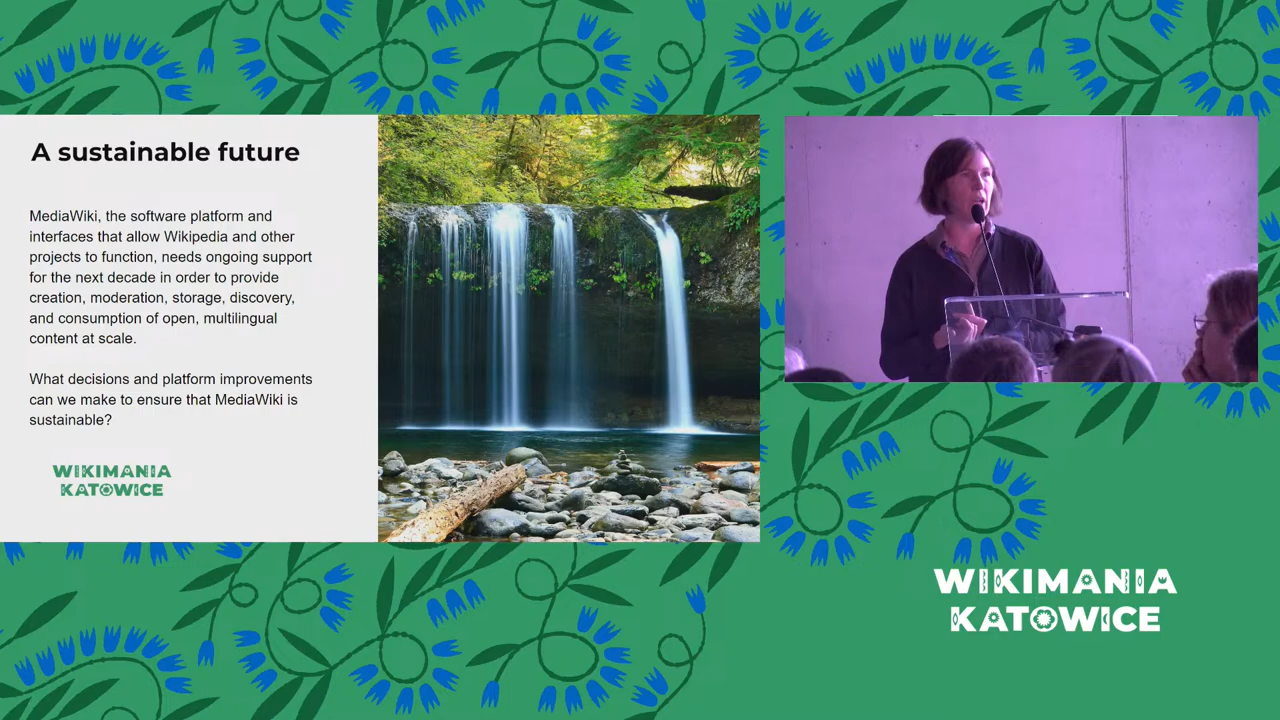 A sustainable future
MediaWiki, the software platform and
interfaces that allow Wikipedia and other
projects to function, needs ongoing support
for the next decade in order to provide
creation, moderation, storage, discovery,
and consumption of open, multilingual
content at scale.
What decisions and platform improvements
can we make to ensure that MediaWiki is
sustainable?
WIKIMANIA
KATOWICE
WIKIMANIA
KATOWICE